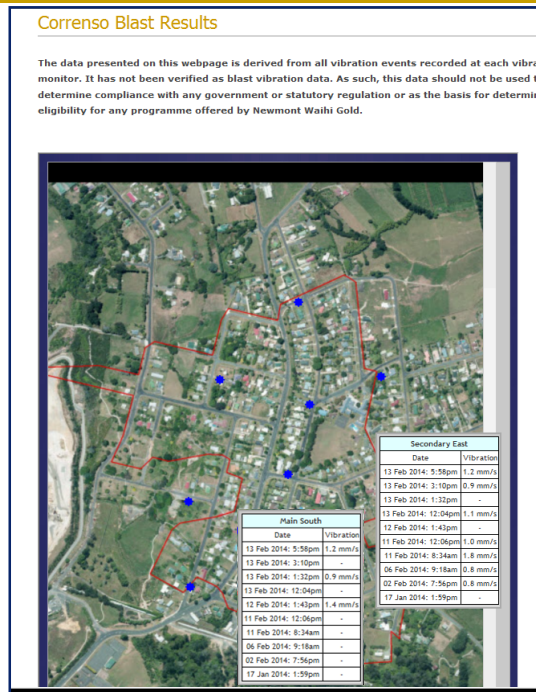 Correnso Blast Results
The data presented on this webpage is derived from all vibration events recorded at each
monitor. It has not been verified as blast vibration data. As such, this data should not be used
determine compliance with any government or statutory regulation or as the basis for
eligibility for any programme offered by Newmont Waihi Gold.
Secondary East
Date Vibration
13 Feb 2014: 5:58pm 1.2 mm/s
13 Feb 2014: 3:10pm 0.9 mm/s
13 Feb 2014: 1:32pm -
13 Feb 2014: 12:04pm 1.1 mm/s
12 Feb 2014: 1:43pm -
11 Feb 2014: 12:06pm 1.0 mm/s
11 Feb 2014: 8:34am 1.8 mm/s
06 Feb 2014: 9:18am 0.8 mm/s
02 Feb 2014: 7:56pm 0.8 mm/s
17 Jan 2014: 1:59pm -
Main South
Date Vibration
13 Feb 2014: 5:58pm 1.2 mm/s
13 Feb 2014: 3:10pm -
13 Feb 2014: 1:32pm 0.9 mm/s
13 Feb 2014: 12:04pm -
12 Feb 2014: 1:43pm 1.4 mm/s
11 Feb 2014: 12:06pm -
11 Feb 2014: 8:34am -
06 Feb 2014: 9:18am -
02 Feb 2014: 7:56pm -
17 Jan 2014: 1:59pm -